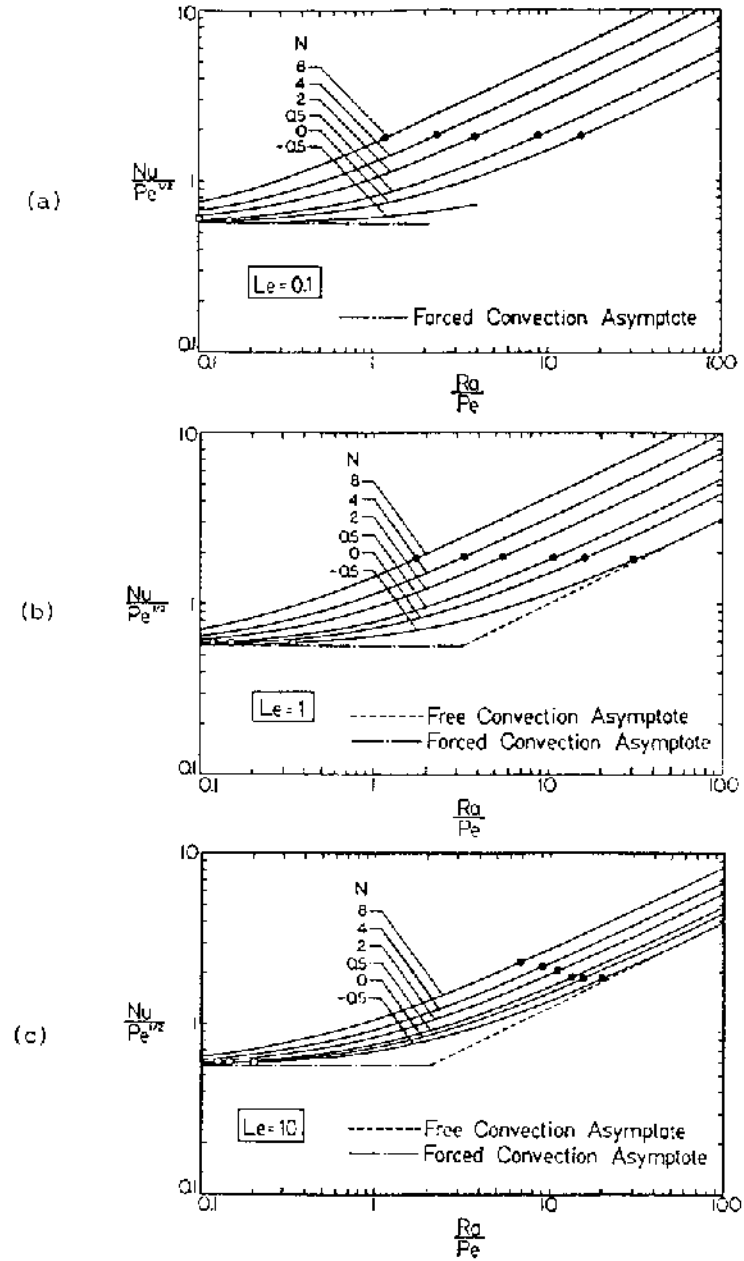 10
N
8
4
2
0.5
0
-0.5
Nu
Pe^1/2
(a)
1
Le = 0.1
Forced Convection Asymptote
0.1
0.1
1
10
100
Ra
Pe
10
N
8
4
2
0.5
0
-0.5
Nu
Pe^1/2
(b)
1
Le = 1
Free Convection Asymptote
Forced Convection Asymptote
0.1
0.1
1
10
100
Ra
Pe
10
N
8
4
2
0.5
0
-0.5
Nu
Pe^1/2
(c)
1
Le = 10
Free Convection Asymptote
Forced Convection Asymptote
0.1
0.1
1
10
100
Ra
Pe